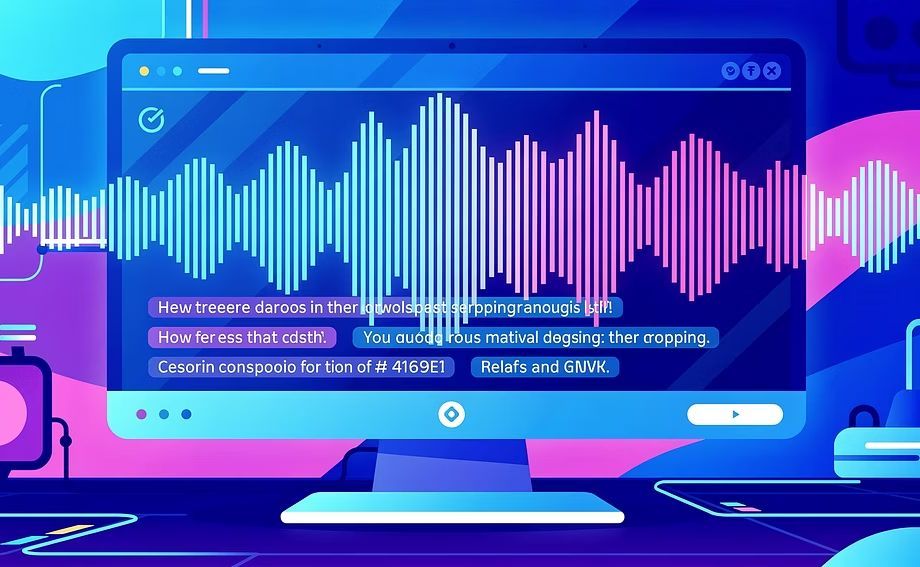 Hew treeere daroos in ther serppingranougis
How fer ess that cdsth'.
You rous matival døgsing: ther cropping.
Cesorin conspooio for tion of # 4169E1
Relafs and GNVK.